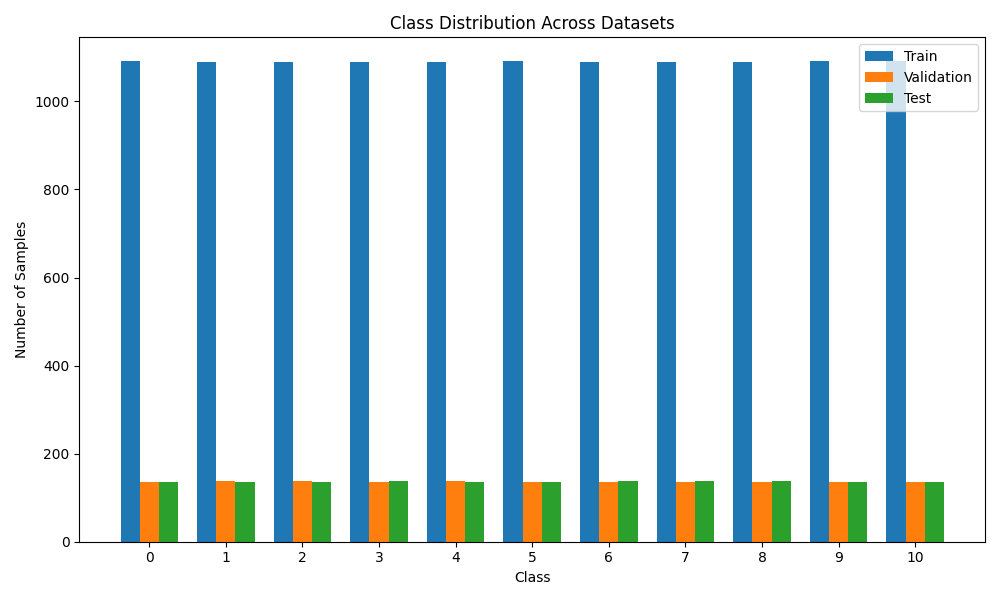 Class Distribution Across Datasets
Train
Validation
Test
Number of Samples
1000
800
600
400
200
0
0 1 2 3 4 5 6 7 8 9 10
Class